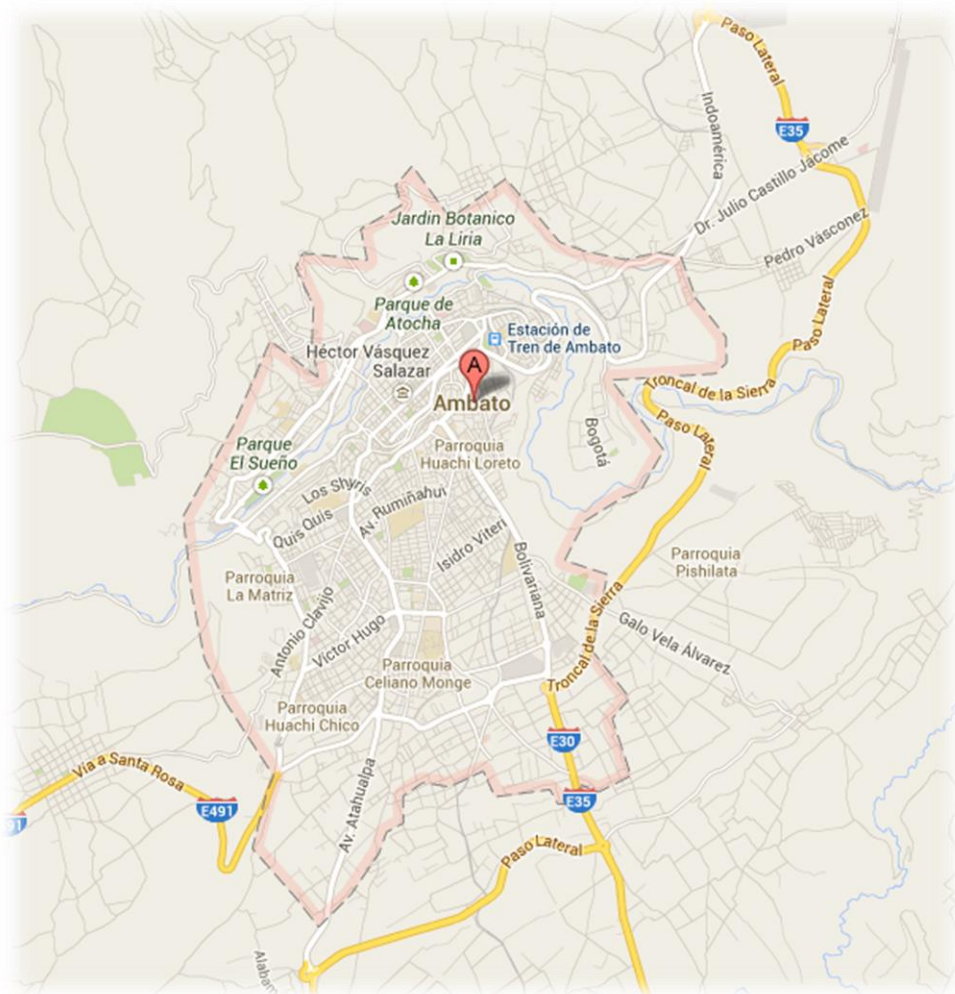 Paso Lateral
E35
Indoamérica
Dr. Julio Castillo Jácome
Pedro Vásconez
Jardin Botanico
La Liria
Parque de
Atocha
Estación de
Tren de Ambato
Paso Lateral
Héctor Vásquez
Salazar
A
Ambato
Troncal de la Sierra
Paso Lateral
Bogotá
Parque
El Sueño
Parroquia
Huachi Loreto
Los Shyris
Av. Rumiñahui
Quis Quis
Isidro Viteri
Bolivariana
Parroquia
Pishilata
Parroquia
La Matriz
Antonio Clavijo
Víctor Hugo
Troncal de la Sierra
Galo Vela Álvarez
Parroquia
Celiano Monge
Parroquia
Huachi Chico
E30
Vía a Santa Rosa
E491
91
E35
Av. Atahualpa
Paso Lateral